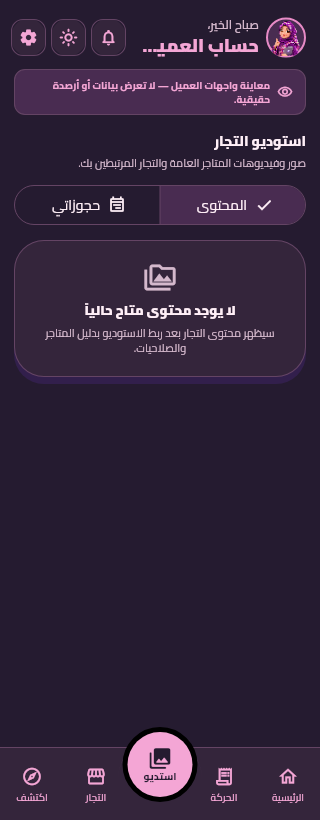 صباح الخير،
حساب العميـ...
معاينة واجهات العميل — لا تعرض بيانات أو أرصدة
حقيقية.
استوديو التجار
صور وفيديوهات المتاجر العامة والتجار المرتبطين بك.
المحتوى
حجوزاتي
لا يوجد محتوى متاح حالياً
سيظهر محتوى التجار بعد ربط الاستوديو بدليل المتاجر
والصلاحيات.
الرئيسية
الحركة
استديو
التجار
اكتشف